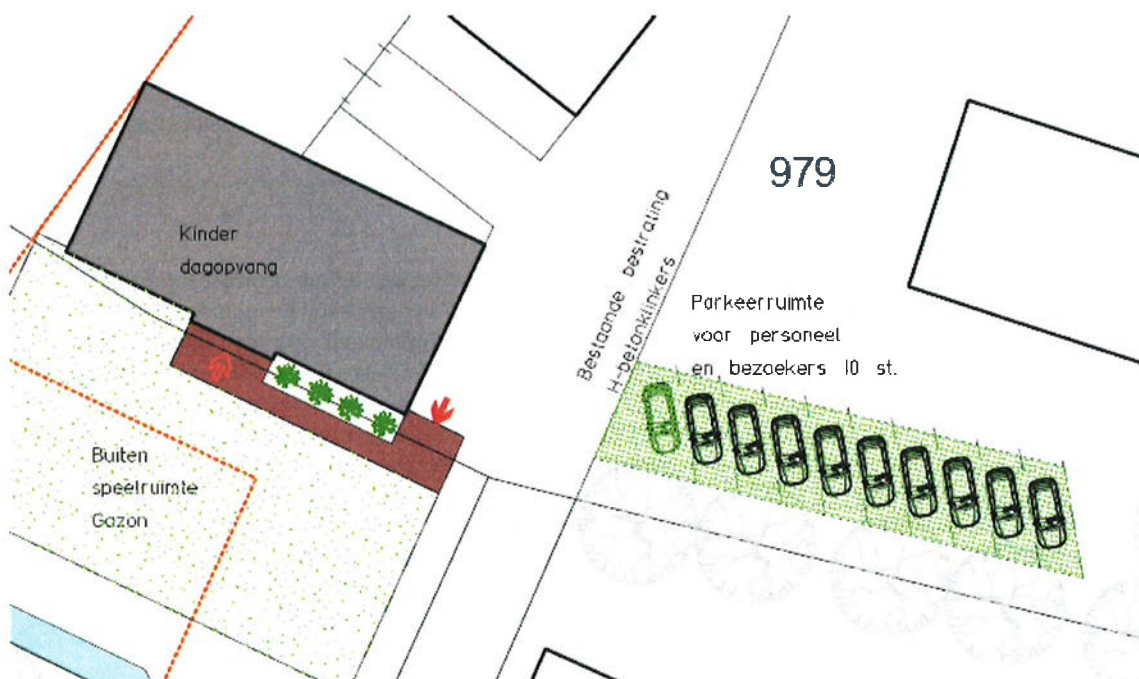 979
Kinder
dagopvang
Bestaande bestrating
H-betonklinkers
Parkeerruimte
voor personeel
en bezoekers 10 st.
Buiten
speelruimte
Gazon